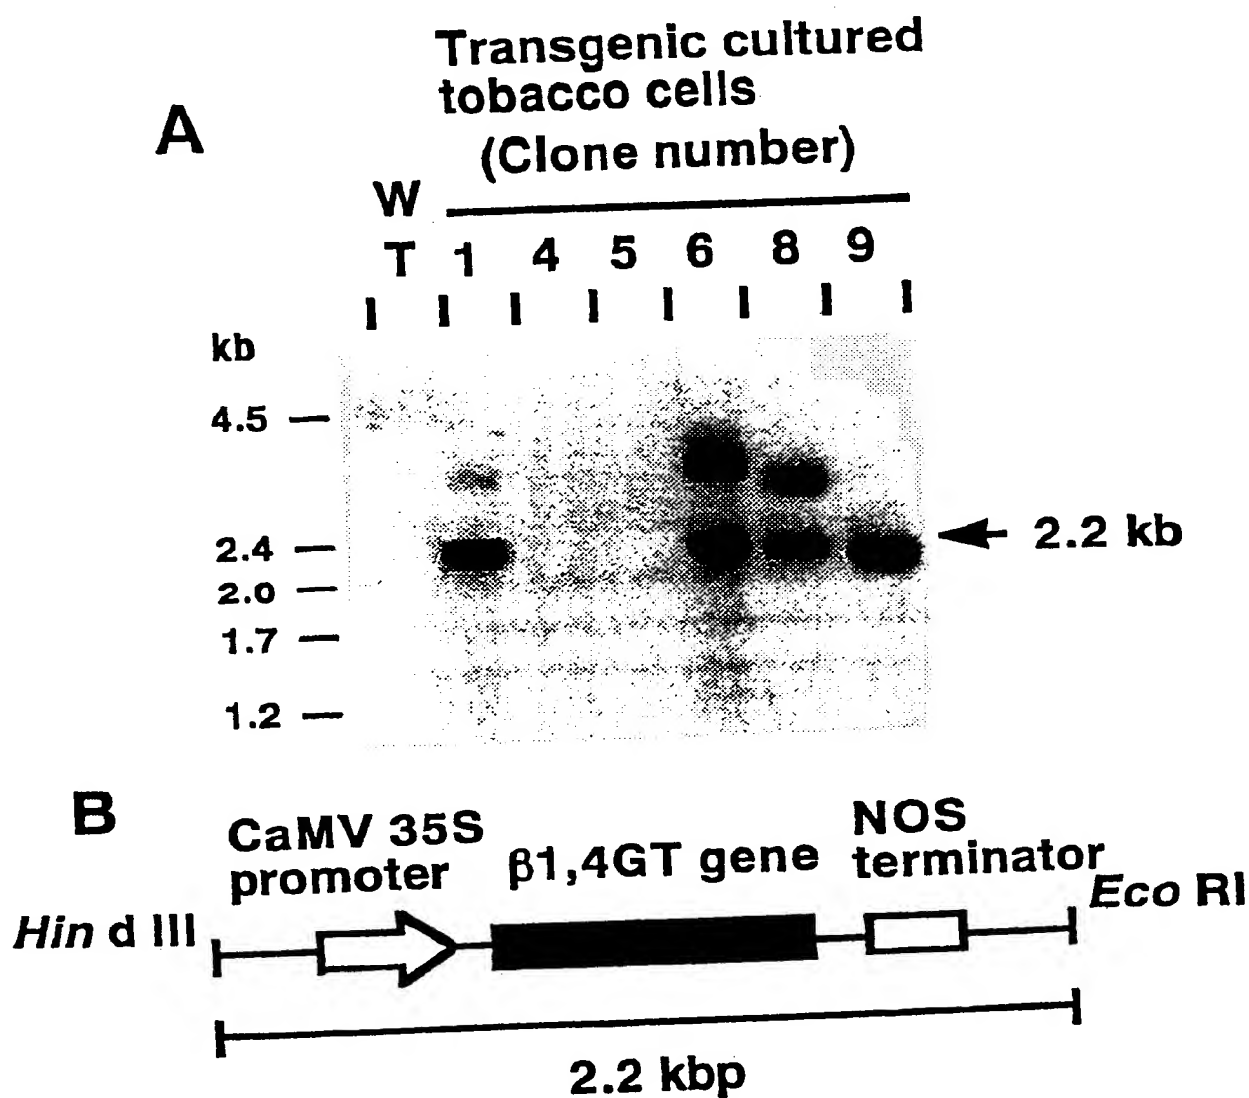 A
Transgenic cultured
tobacco cells
(Clone number)
W
T 1 4 5 6 8 9
kb
4.5
2.4
2.0
1.7
1.2
2.2 kb
B
CaMV 35S
promoter
β1,4GT gene
NOS
terminator
Hin d III
Eco RI
2.2 kbp